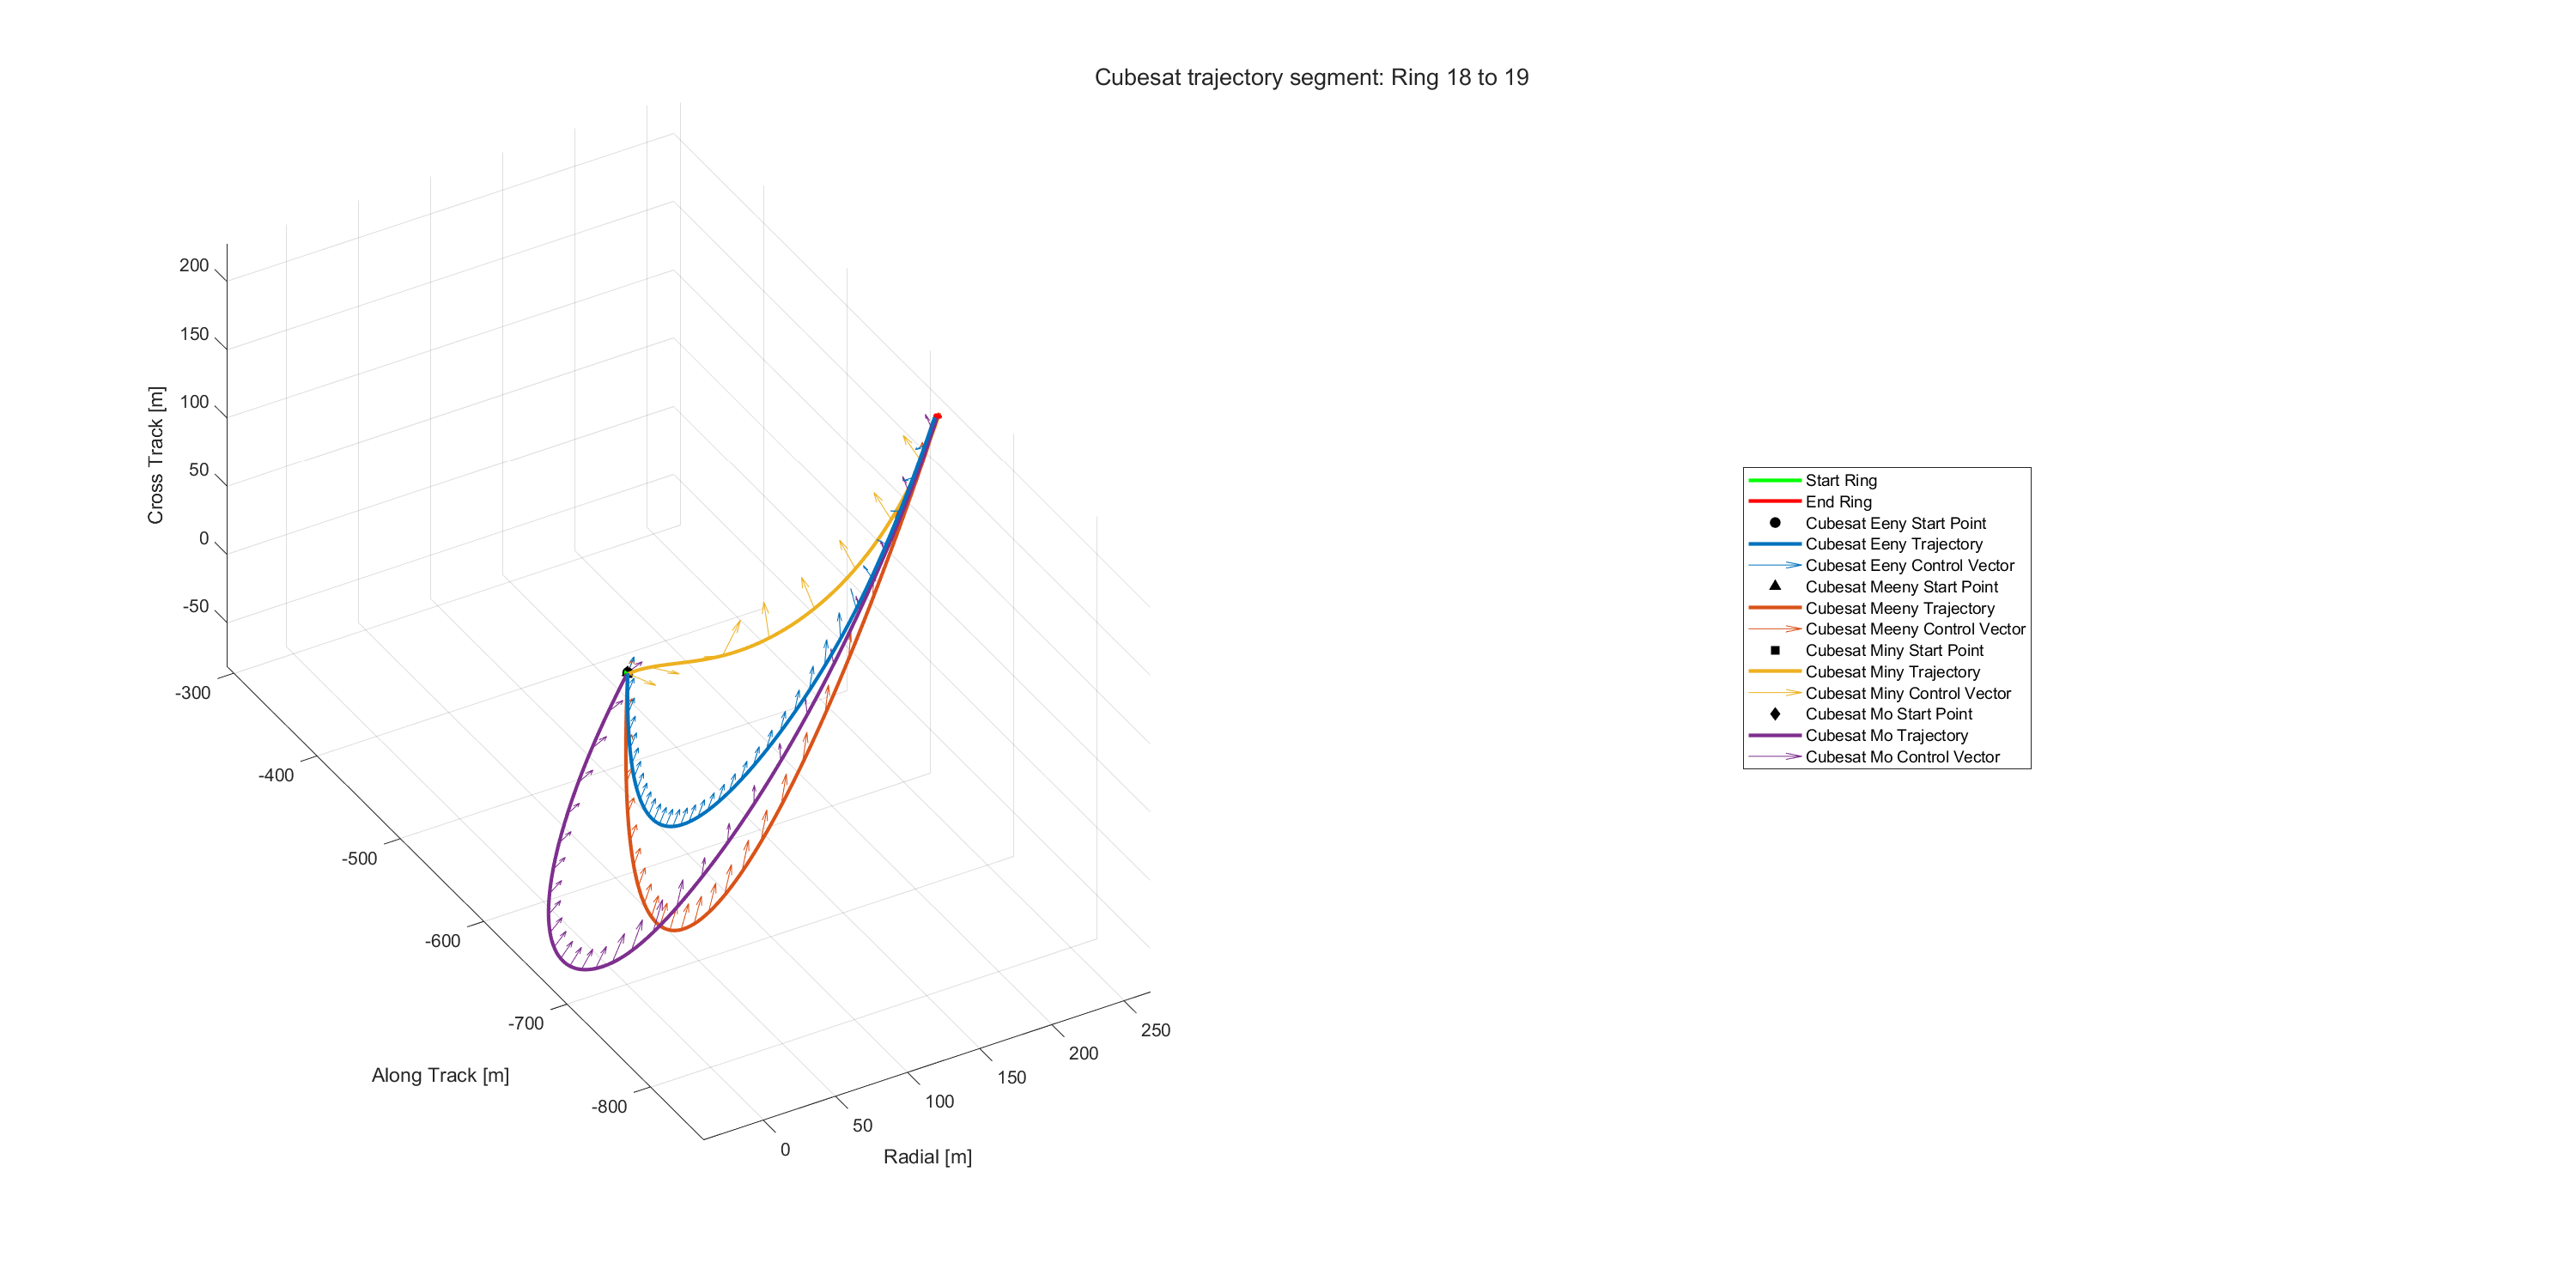 Cubesat trajectory segment: Ring 18 to 19
200
150
100
50
0
-50
Cross Track [m]
-300
-400
-500
-600
-700
-800
Along Track [m]
0
50
100
150
200
250
Radial [m]
Start Ring
End Ring
Cubesat Eeny Start Point
Cubesat Eeny Trajectory
Cubesat Eeny Control Vector
Cubesat Meeny Start Point
Cubesat Meeny Trajectory
Cubesat Meeny Control Vector
Cubesat Miny Start Point
Cubesat Miny Trajectory
Cubesat Miny Control Vector
Cubesat Mo Start Point
Cubesat Mo Trajectory
Cubesat Mo Control Vector